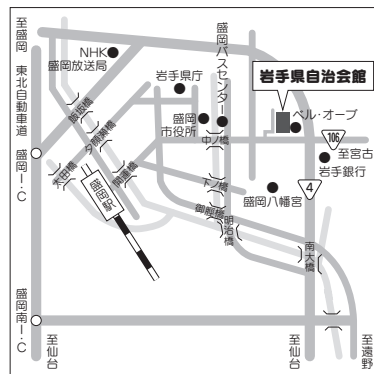 至盛岡
東北自動車道
盛岡I・C
盛岡南I・C
至仙台
NHK
盛岡放送局
飯坂橋
夕顔瀬橋
太田橋
開運橋
盛岡駅
岩手県庁
盛岡
市役所
盛岡バスセンター
中ノ橋
下ノ橋
御厩橋
明治橋
南大橋
岩手県自治会館
ベル・オーブ
106
至宮古
岩手銀行
盛岡八幡宮
4
至仙台
至遠野